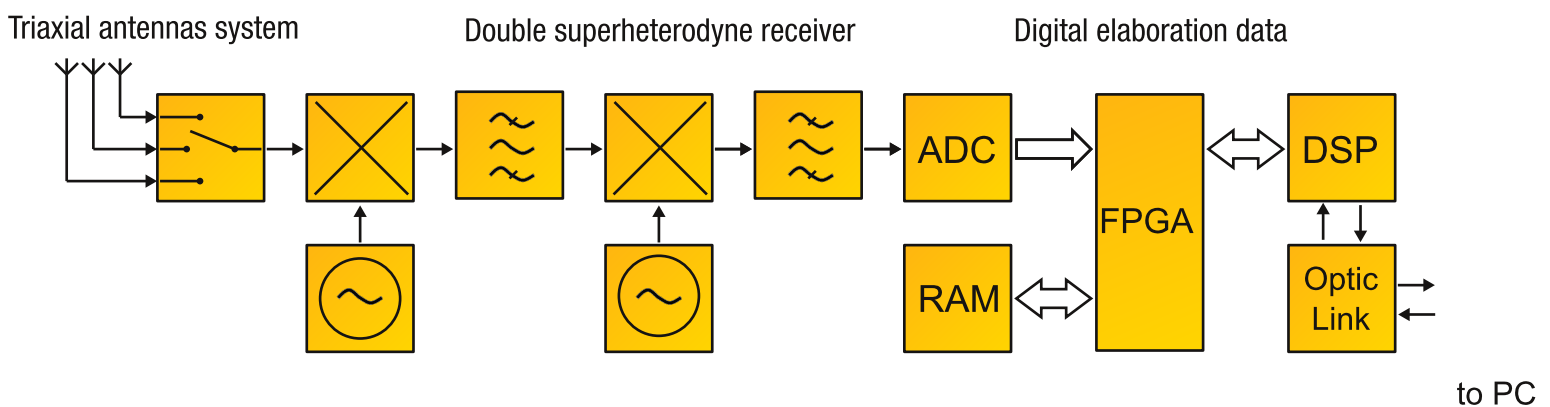 Triaxial antennas system
Double superheterodyne receiver
Digital elaboration data
ADC
FPGA
DSP
RAM
Optic
Link
to PC